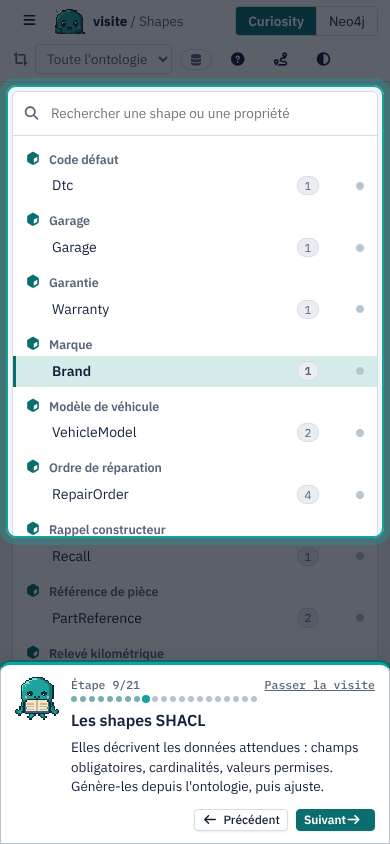 visite / Shapes
Curiosity
Neo4j
Toute l'ontologie
Rechercher une shape ou une propriété
Code défaut
Dtc 1
Garage
Garage 1
Garantie
Warranty 1
Marque
Brand 1
Modèle de véhicule
VehicleModel 2
Ordre de réparation
RepairOrder 4
Rappel constructeur
Recall 1
Référence de pièce
PartReference 2
Relevé kilométrique
Étape 9/21
Passer la visite
Les shapes SHACL
Elles décrivent les données attendues : champs
obligatoires, cardinalités, valeurs permises.
Génère-les depuis l'ontologie, puis ajuste.
← Précédent
Suivant→